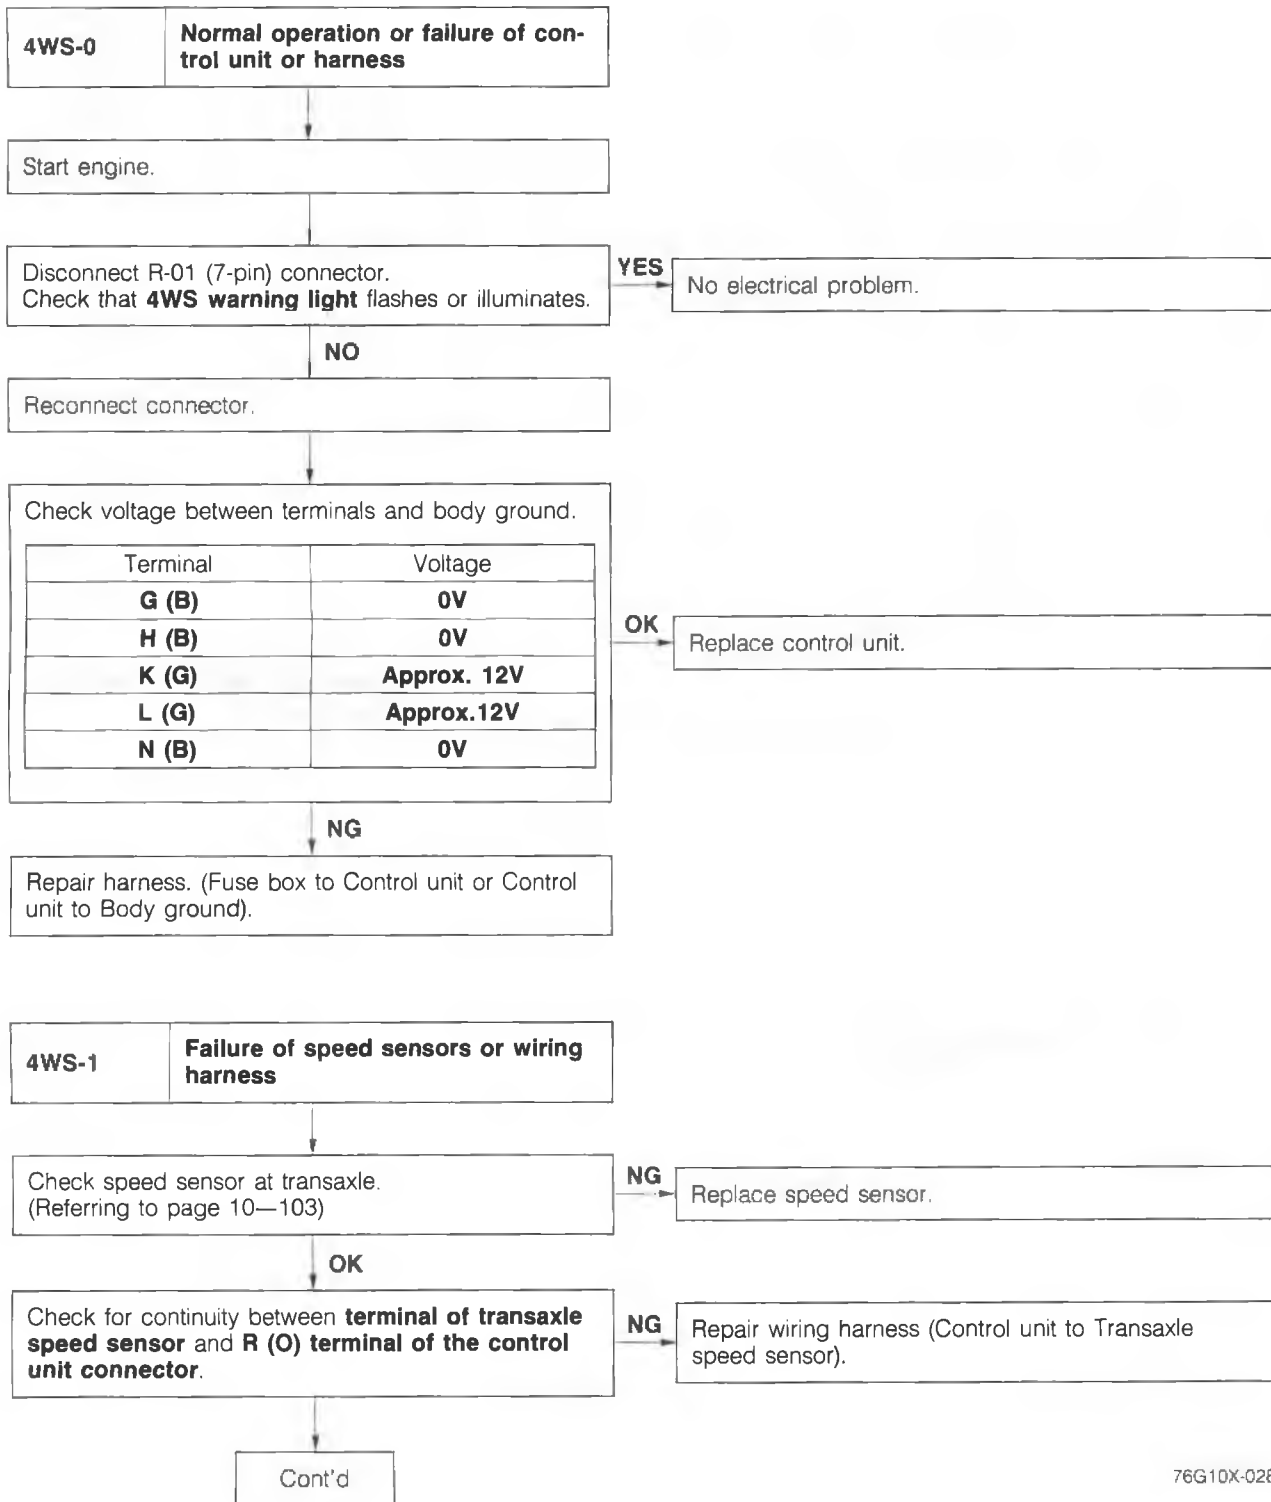 4WS-0
Normal operation or failure of con-
trol unit or harness
Start engine.
Disconnect R-01 (7-pin) connector.
Check that 4WS warning light flashes or illuminates.
YES
No electrical problem.
NO
Reconnect connector.
Check voltage between terminals and body ground.
Terminal Voltage
G (B) 0V
H (B) 0V
K (G) Approx. 12V
L (G) Approx.12V
N (B) 0V
OK
Replace control unit.
NG
Repair harness. (Fuse box to Control unit or Control
unit to Body ground).
4WS-1
Failure of speed sensors or wiring
harness
Check speed sensor at transaxle.
(Referring to page 10—103)
NG
Replace speed sensor.
OK
Check for continuity between terminal of transaxle
speed sensor and R (O) terminal of the control
unit connector.
NG
Repair wiring harness (Control unit to Transaxle
speed sensor).
Cont'd
76G10X-028